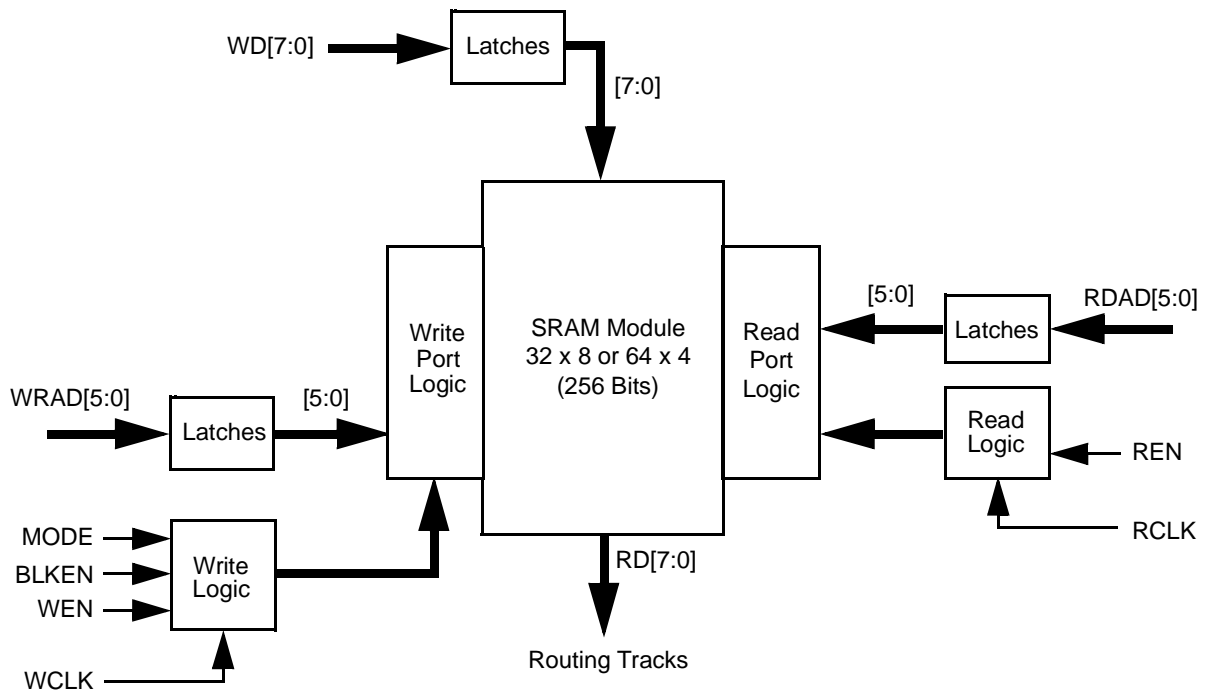 WD[7:0]
Latches
[7:0]
SRAM Module
32 x 8 or 64 x 4
(256 Bits)
Write
Port
Logic
Read
Port
Logic
[5:0]
Latches
RDAD[5:0]
WRAD[5:0]
Latches
[5:0]
Read
Logic
REN
RCLK
MODE
BLKEN
WEN
WCLK
Write
Logic
RD[7:0]
Routing Tracks